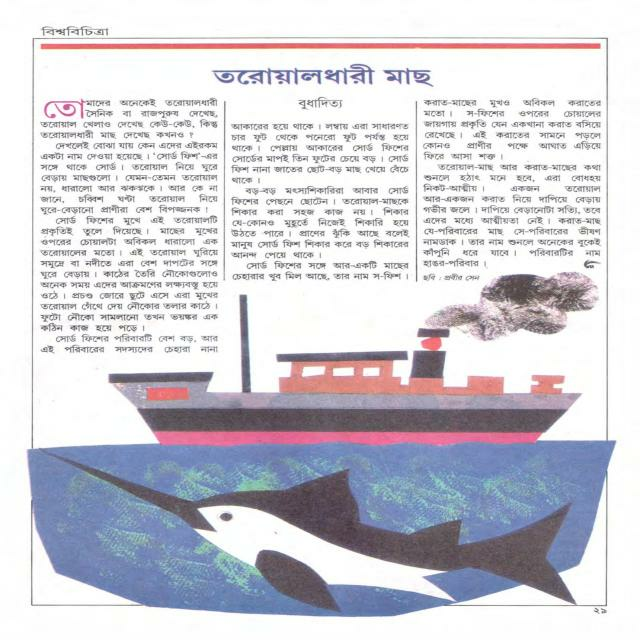 বিশ্ববিচিত্রা
তরোয়ালধারী মাছ
বুধাদিত্য
তোমাদের অনেকেই তরোয়ালধারী
সৈনিক বা রাজপুরুষ দেখেছ,
তরোয়াল খেলাও দেখেছ কেউ-কেউ, কিন্তু
তরোয়ালধারী মাছ দেখেছ কখনও ?
দেখলেই বোঝা যায় কেন এদের এইরকম
একটা নাম দেওয়া হয়েছে । 'সোর্ড ফিশ'-এর
সঙ্গে থাকে সোর্ড । তরোয়াল নিয়ে ঘুরে
বেড়ায় মাছগুলো । যেমন-তেমন তরোয়াল
নয়, ধারালো আর ঝকঝকে । আর কে না
জানে, চব্বিশ ঘণ্টা তরোয়াল নিয়ে
ঘুরে-বেড়ানো প্রাণীরা বেশ বিপজ্জনক ।
সোর্ড ফিশের মুখে এই তরোয়ালটি
প্রকৃতিই তুলে দিয়েছে । মাছের মুখের
ওপরের চোয়ালটা অবিকল ধারালো এক
তরোয়ালের মতো । এই তরোয়াল ঘুরিয়ে
সমুদ্রে বা নদীতে এরা বেশ দাপটের সঙ্গে
ঘুরে বেড়ায় । কাঠের তৈরি নৌকোগুলোও
অনেক সময় এদের আক্রমণের লক্ষ্যবস্তু হয়ে
ওঠে । প্রচণ্ড জোরে ছুটে এসে এরা মুখের
তরোয়াল গেঁথে দেয় নৌকোর তলার কাঠে ।
ফুটো নৌকো সামলানো তখন ভয়ঙ্কর এক
কঠিন কাজ হয়ে পড়ে ।
সোর্ড ফিশের পরিবারটি বেশ বড়, আর
এই পরিবারের সদস্যদের চেহারা নানা
আকারের হয়ে থাকে । লম্বায় এরা সাধারণত
চার ফুট থেকে পনেরো ফুট পর্যন্ত হয়ে
থাকে । পেল্লায় আকারের সোর্ড ফিশের
সোর্ডের মাপই তিন ফুটের চেয়ে বড় । সোর্ড
ফিশ নানা জাতের ছোট-বড় মাছ খেয়ে বেঁচে
থাকে ।
বড়-বড় মৎস্যশিকারিরা আবার সোর্ড
ফিশের পেছনে ছোটেন । তরোয়াল-মাছকে
শিকার করা সহজ কাজ নয় । শিকার
যে-কোনও মুহূর্তে নিজেই শিকারি হয়ে
উঠতে পারে । প্রাণের ঝুঁকি আছে বলেই
মানুষ সোর্ড ফিশ শিকার করে বড় শিকারের
আনন্দ পেয়ে থাকে ।
সোর্ড ফিশের সঙ্গে আর-একটি মাছের
চেহারার খুব মিল আছে, তার নাম স-ফিশ ।
করাত-মাছের মুখও অবিকল করাতের
মতো । স-ফিশের ওপরের চোয়ালের
জায়গায় প্রকৃতি যেন একখানা করাত বসিয়ে
রেখেছে । এই করাতের সামনে পড়লে
কোনও প্রাণীর পক্ষে আঘাত এড়িয়ে
ফিরে আসা শক্ত ।
তরোয়াল-মাছ আর করাত-মাছের কথা
শুনলে হঠাৎ মনে হবে, এরা বোধহয়
নিকট-আত্মীয় । একজন তরোয়াল
আর-একজন করাত নিয়ে দাপিয়ে বেড়ায়
গভীর জলে । দাপিয়ে বেড়ানোটা সত্যি, তবে
এদের মধ্যে আত্মীয়তা নেই । করাত-মাছ
যে-পরিবারের মাছ সে-পরিবারের ভীষণ
নামডাক । তার নাম শুনলে অনেকের বুকেই
কাঁপুনি ধরে যাবে । পরিবারটির নাম
হাঙর-পরিবার ।
ছবি : প্রবীর সেন
২৯